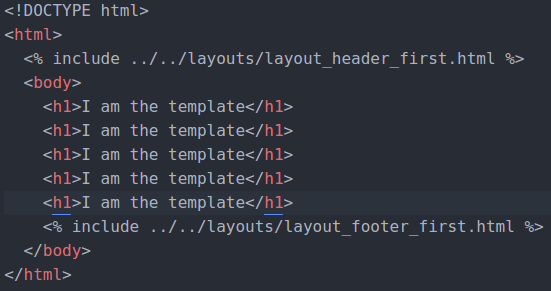 <!DOCTYPE html>
<html>
  <% include ../../layouts/layout_header_first.html %>
  <body>
    <h1>I am the template</h1>
    <h1>I am the template</h1>
    <h1>I am the template</h1>
    <h1>I am the template</h1>
    <h1>I am the template</h1>
    <% include ../../layouts/layout_footer_first.html %>
  </body>
</html>